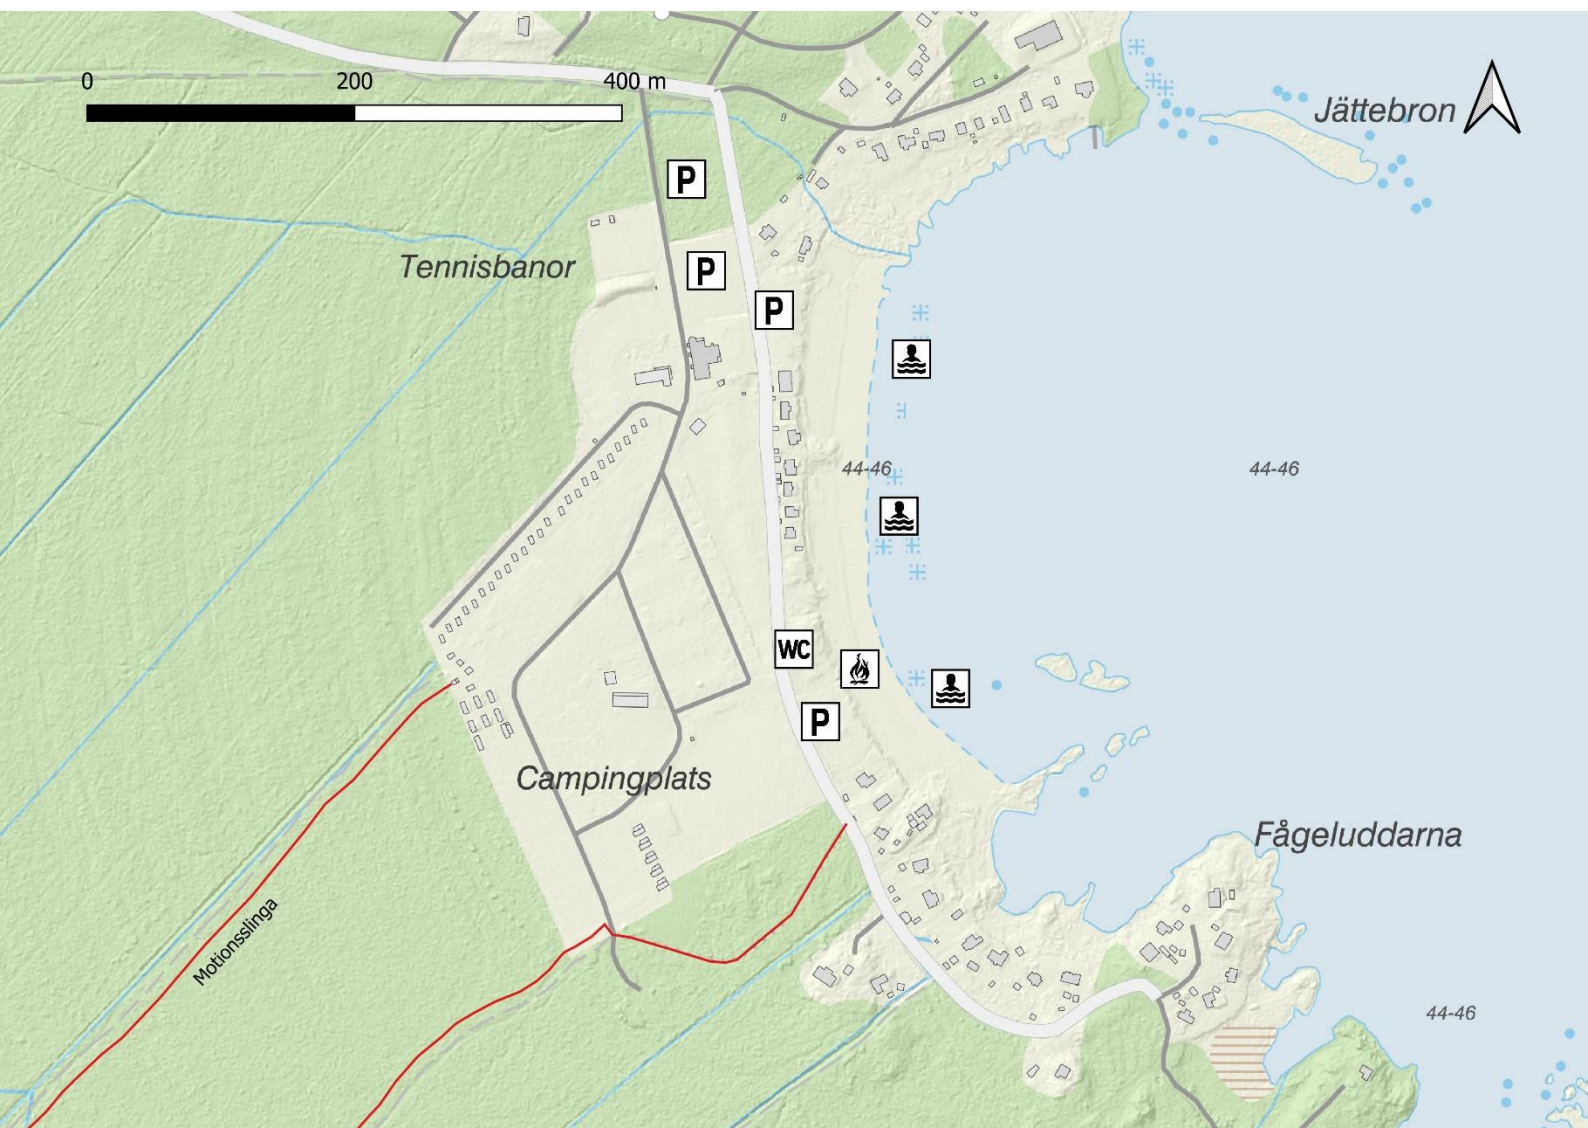 0 200 400 m
Jättebron
P
Tennisbanor
P
P
44-46
44-46
WC
P
Campingplats
Fågeluddarna
Motionsslinga
44-46